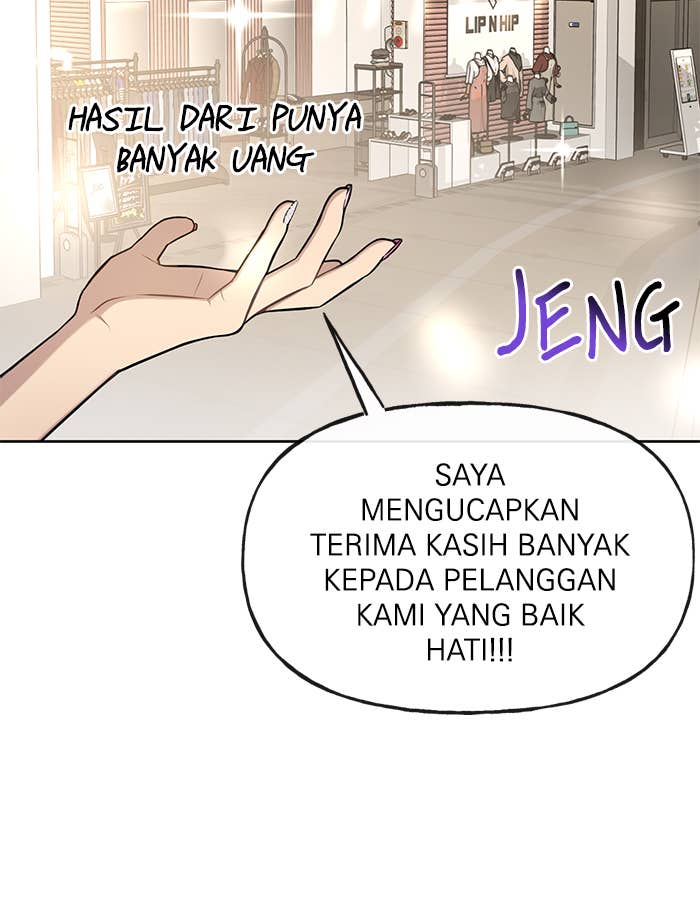 LIP N HIP
HASIL DARI PUNYA
BANYAK UANG
JENG
SAYA
MENGUCAPKAN
TERIMA KASIH BANYAK
KEPADA PELANGGAN
KAMI YANG BAIK
HATI!!!